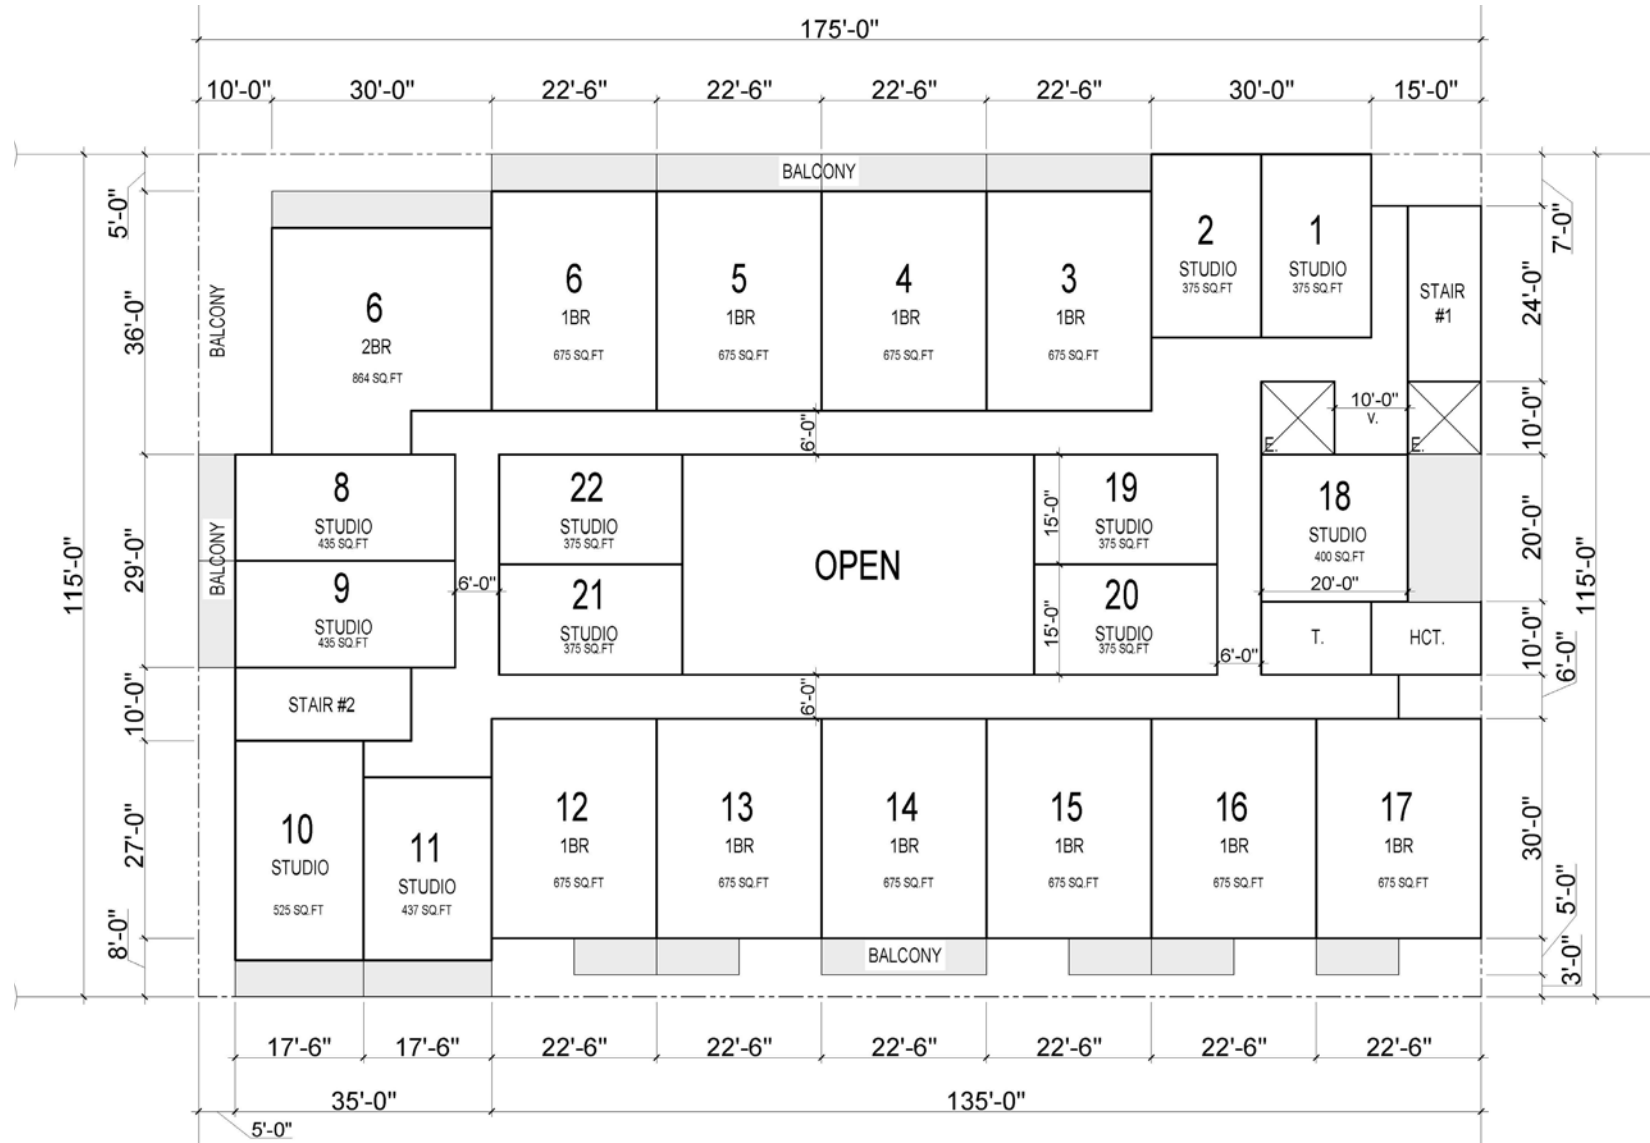 175'-0"
10'-0" 30'-0" 22'-6" 22'-6" 22'-6" 22'-6" 30'-0" 15'-0"
BALCONY
5'-0"
7'-0"
36'-0"
24'-0"
BALCONY
6
2BR
864 SQ.FT
6
1BR
675 SQ.FT
5
1BR
675 SQ.FT
4
1BR
675 SQ.FT
3
1BR
675 SQ.FT
2
STUDIO
375 SQ.FT
1
STUDIO
375 SQ.FT
STAIR
#1
6'-0"
10'-0"
V.
E.
E.
10'-0"
115'-0"
29'-0"
BALCONY
8
STUDIO
435 SQ.FT
9
STUDIO
435 SQ.FT
6'-0"
22
STUDIO
375 SQ.FT
21
STUDIO
375 SQ.FT
OPEN
15'-0"
15'-0"
19
STUDIO
375 SQ.FT
20
STUDIO
375 SQ.FT
18
STUDIO
400 SQ.FT
20'-0"
20'-0"
115'-0"
T.
HCT.
6'-0"
10'-0"
6'-0"
6'-0"
10'-0"
STAIR #2
27'-0"
10
STUDIO
525 SQ.FT
11
STUDIO
437 SQ.FT
12
1BR
675 SQ.FT
13
1BR
675 SQ.FT
14
1BR
675 SQ.FT
15
1BR
675 SQ.FT
16
1BR
675 SQ.FT
17
1BR
675 SQ.FT
30'-0"
8'-0"
BALCONY
5'-0"
3'-0"
17'-6" 17'-6" 22'-6" 22'-6" 22'-6" 22'-6" 22'-6" 22'-6"
35'-0" 135'-0"
5'-0"